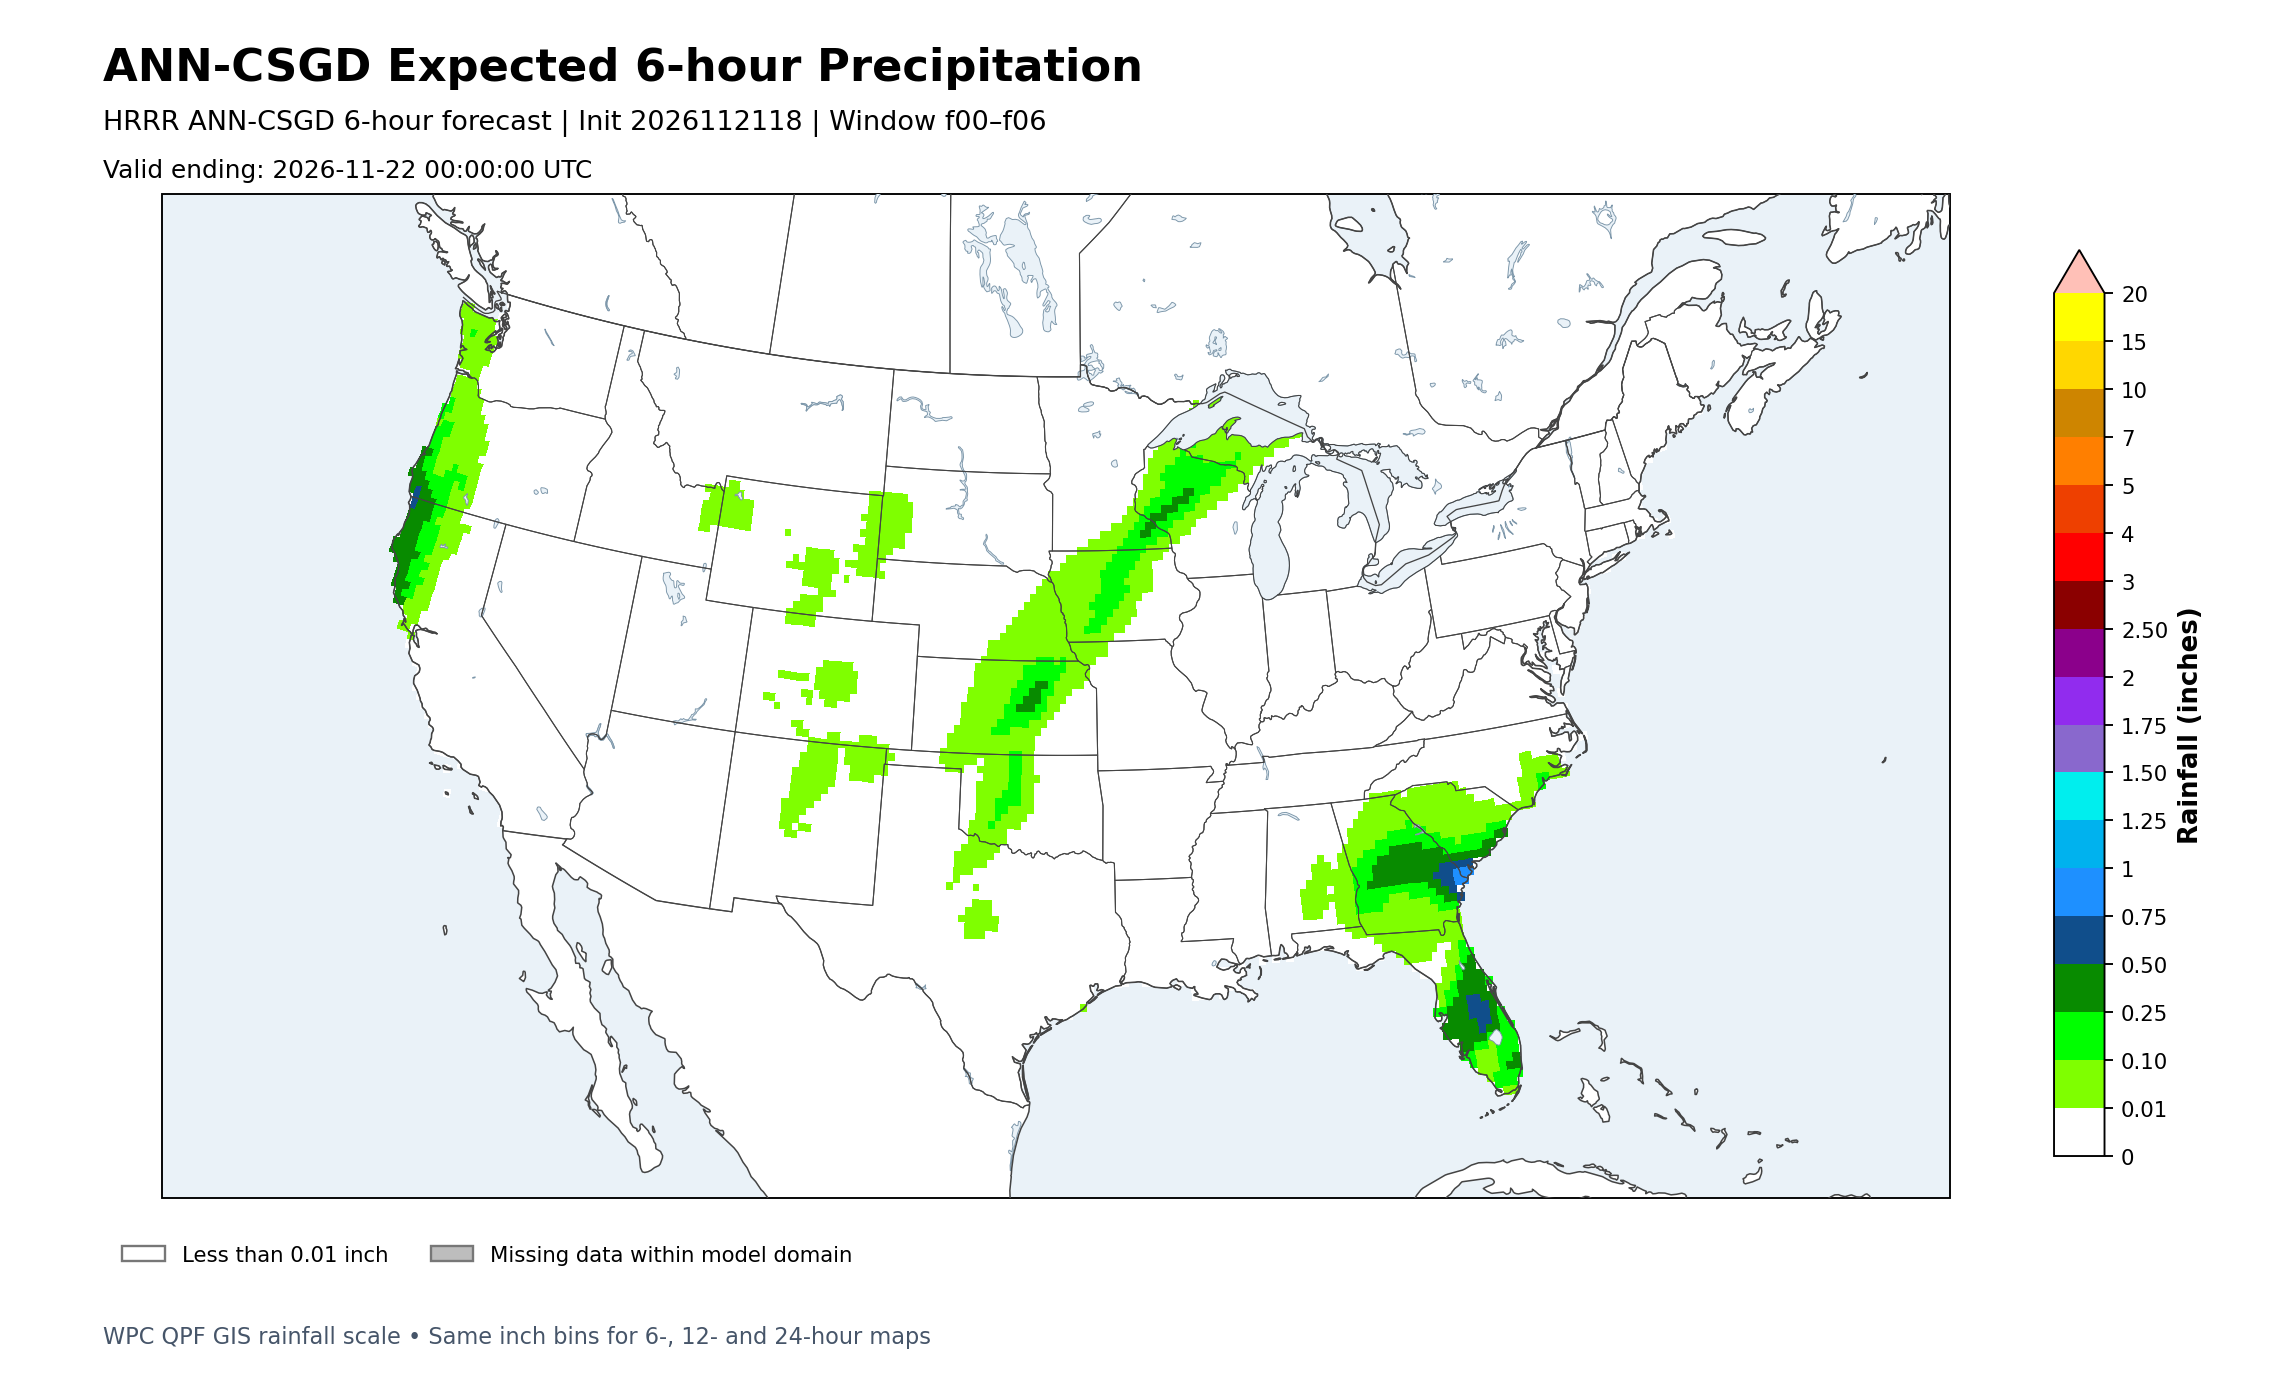 ANN-CSGD Expected 6-hour Precipitation
HRRR ANN-CSGD 6-hour forecast | Init 2026112118 | Window f00–f06
Valid ending: 2026-11-22 00:00:00 UTC
20
15
10
7
5
4
3
2.50
2
1.75
1.50
1.25
1
0.75
0.50
0.25
0.10
0.01
0
Rainfall (inches)
Less than 0.01 inch
Missing data within model domain
WPC QPF GIS rainfall scale • Same inch bins for 6-, 12- and 24-hour maps